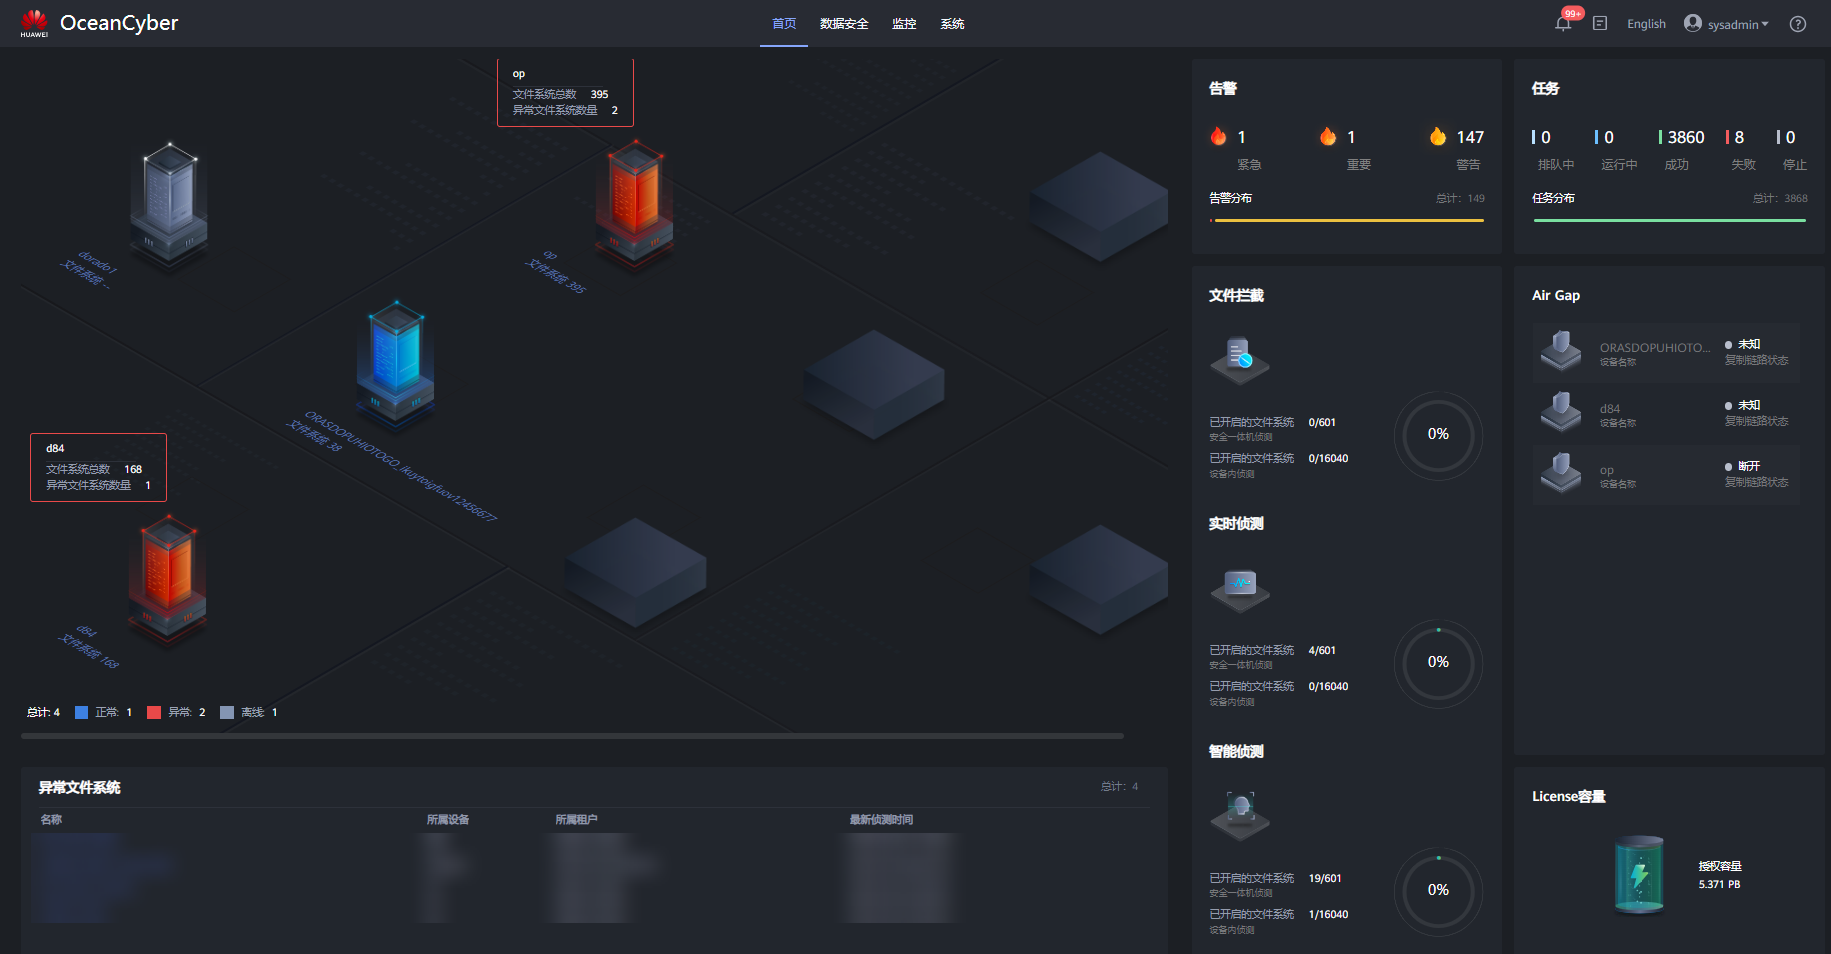 HUAWEI
OceanCyber
首页
数据安全
监控
系统
99+
English
sysadmin
op
文件系统总数 395
异常文件系统数量 2
dorado1
文件系统 --
op
文件系统 395
ORASDOPUHIOTOGO_lkuytoigfuov12456677
文件系统 38
d84
文件系统总数 168
异常文件系统数量 1
d84
文件系统 168
总计: 4
正常: 1
异常: 2
离线: 1
告警
1
紧急
1
重要
147
警告
告警分布
总计: 149
任务
0
排队中
0
运行中
3860
成功
8
失败
0
停止
任务分布
总计: 3868
文件拦截
已开启的文件系统 0/601
安全一体机侦测
已开启的文件系统 0/16040
设备内侦测
0%
实时侦测
已开启的文件系统 4/601
安全一体机侦测
已开启的文件系统 0/16040
设备内侦测
0%
智能侦测
已开启的文件系统 19/601
安全一体机侦测
已开启的文件系统 1/16040
设备内侦测
0%
Air Gap
ORASDOPUHIOTO...
设备名称
未知
复制链路状态
d84
设备名称
未知
复制链路状态
op
设备名称
断开
复制链路状态
异常文件系统
总计: 4
名称
所属设备
所属租户
最新侦测时间
License容量
授权容量
5.371 PB